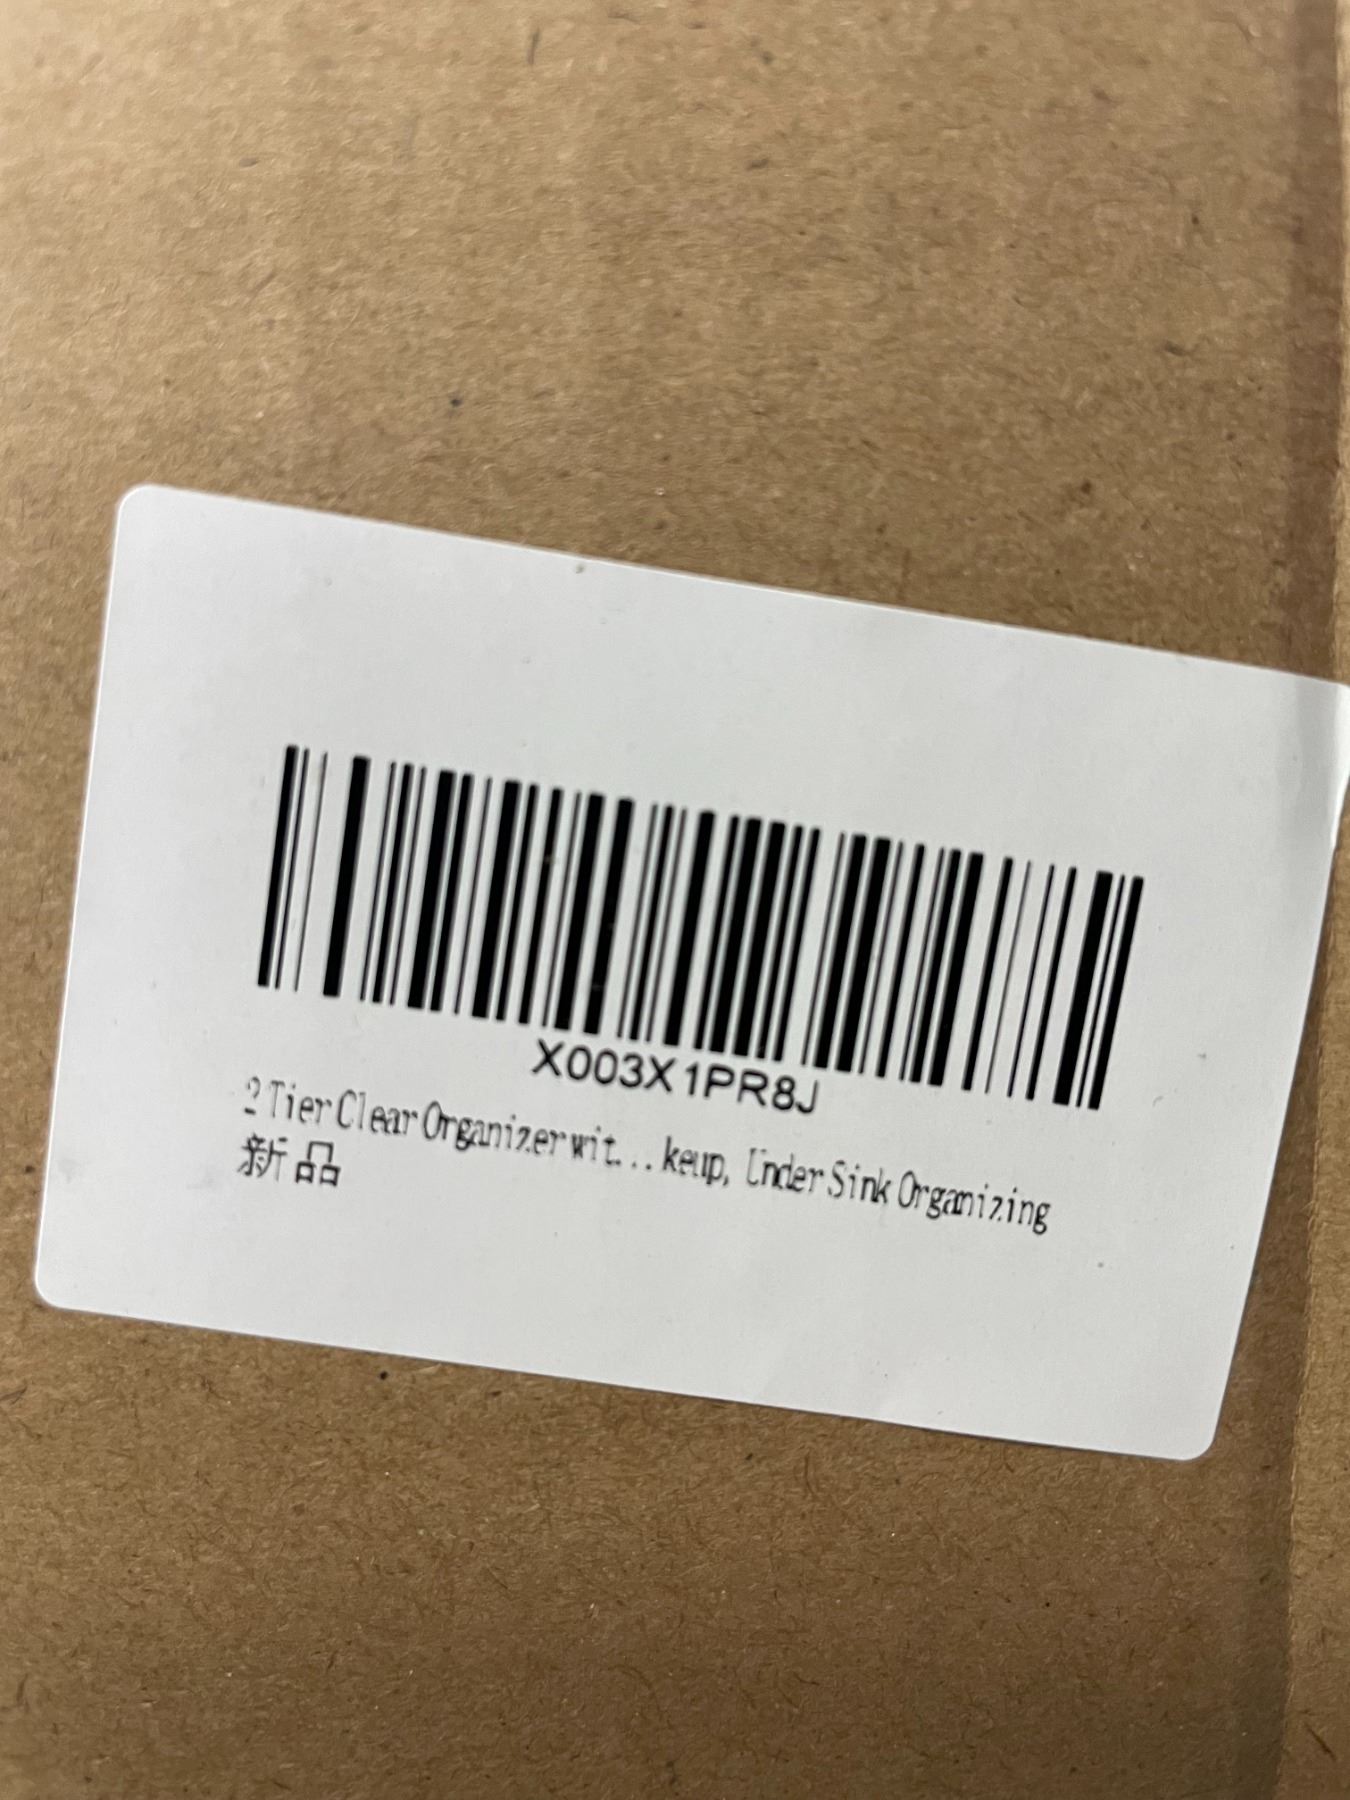 X003X1PR8J
2 Tier Clear Organizer wit...keup, Under Sink Organizing
新品